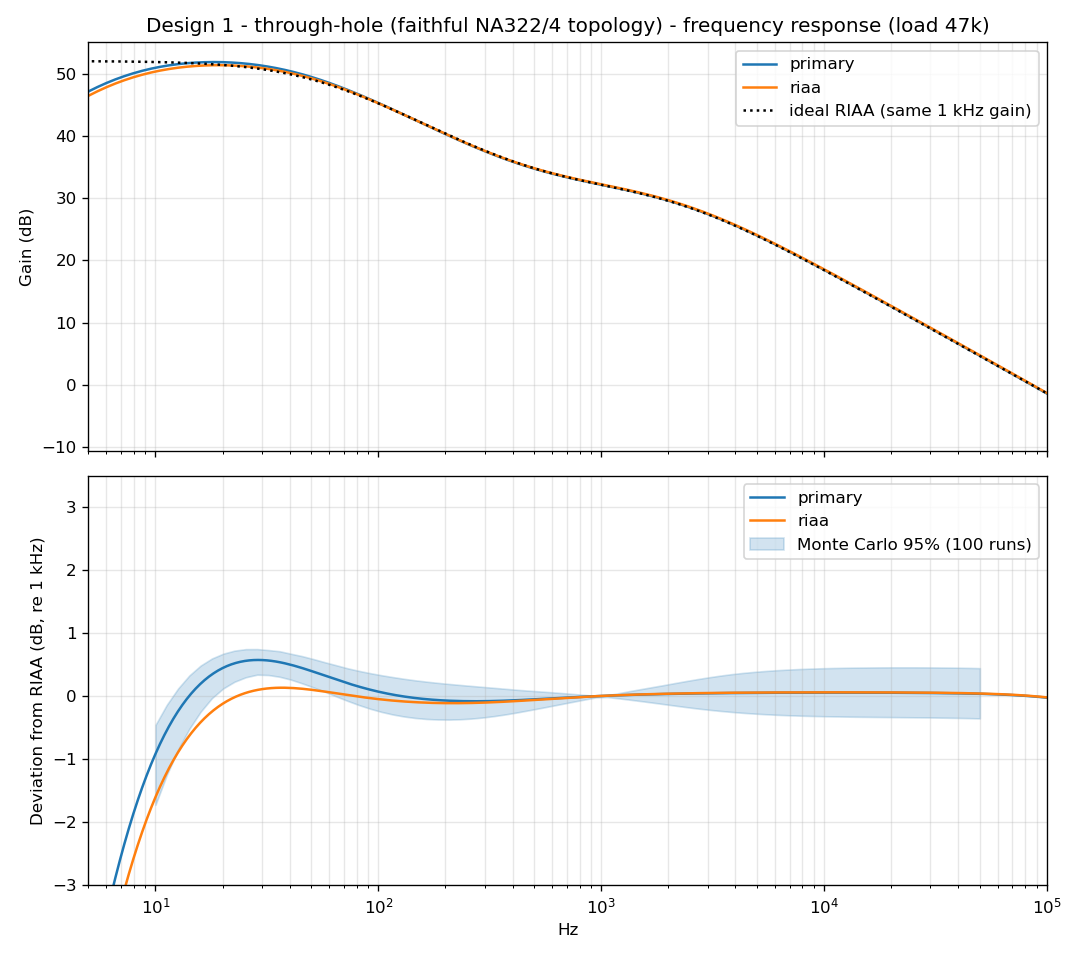 Design 1 - through-hole (faithful NA322/4 topology) - frequency response (load 47k)
primary
riaa
ideal RIAA (same 1 kHz gain)
Gain (dB)
50
40
30
20
10
0
−10
primary
riaa
Monte Carlo 95% (100 runs)
Deviation from RIAA (dB, re 1 kHz)
3
2
1
0
−1
−2
−3
10¹ 10² 10³ 10⁴ 10⁵
Hz